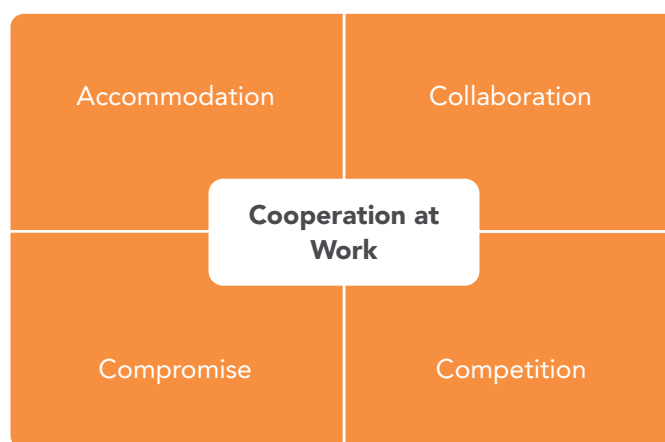 Accommodation
Collaboration
Cooperation at
Work
Compromise
Competition